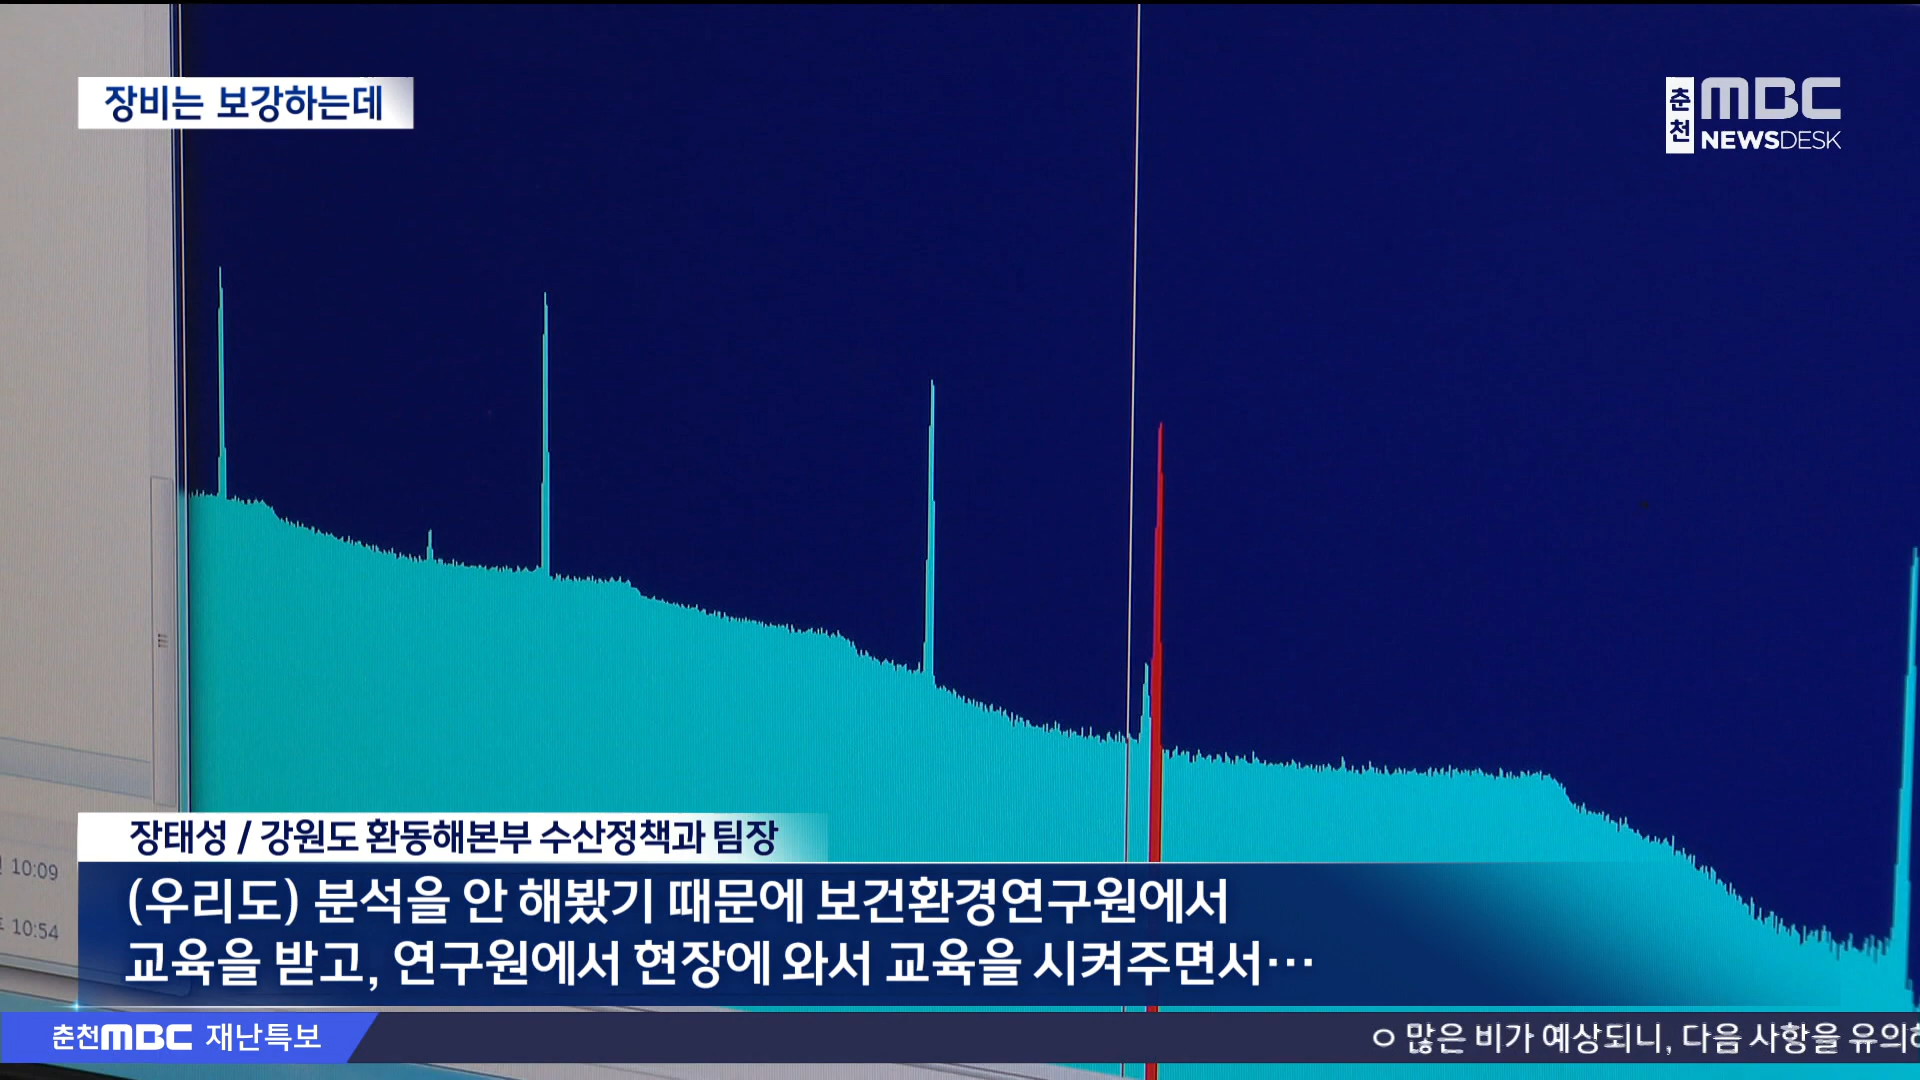 장비는 보강하는데
춘천 MBC
NEWSDESK
장태성 / 강원도 환동해본부 수산정책과 팀장
10:09
10:54
(우리도) 분석을 안 해봤기 때문에 보건환경연구원에서
교육을 받고, 연구원에서 현장에 와서 교육을 시켜주면서…
춘천MBC 재난특보
ㅇ 많은 비가 예상되니, 다음 사항을 유의